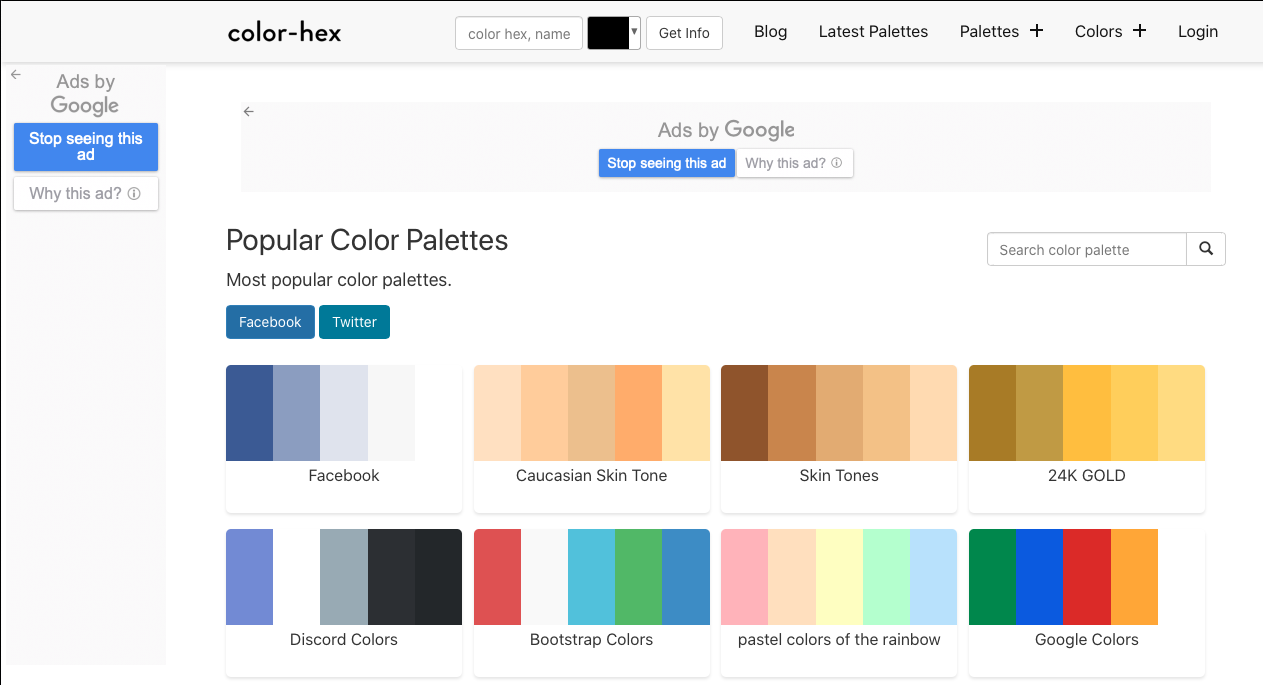 color-hex
color hex, name
Get Info
Blog
Latest Palettes
Palettes +
Colors +
Login
Ads by
Google
Stop seeing this
ad
Why this ad?
Ads by Google
Stop seeing this ad
Why this ad?
Popular Color Palettes
Search color palette
Most popular color palettes.
Facebook
Twitter
Facebook
Caucasian Skin Tone
Skin Tones
24K GOLD
Discord Colors
Bootstrap Colors
pastel colors of the rainbow
Google Colors